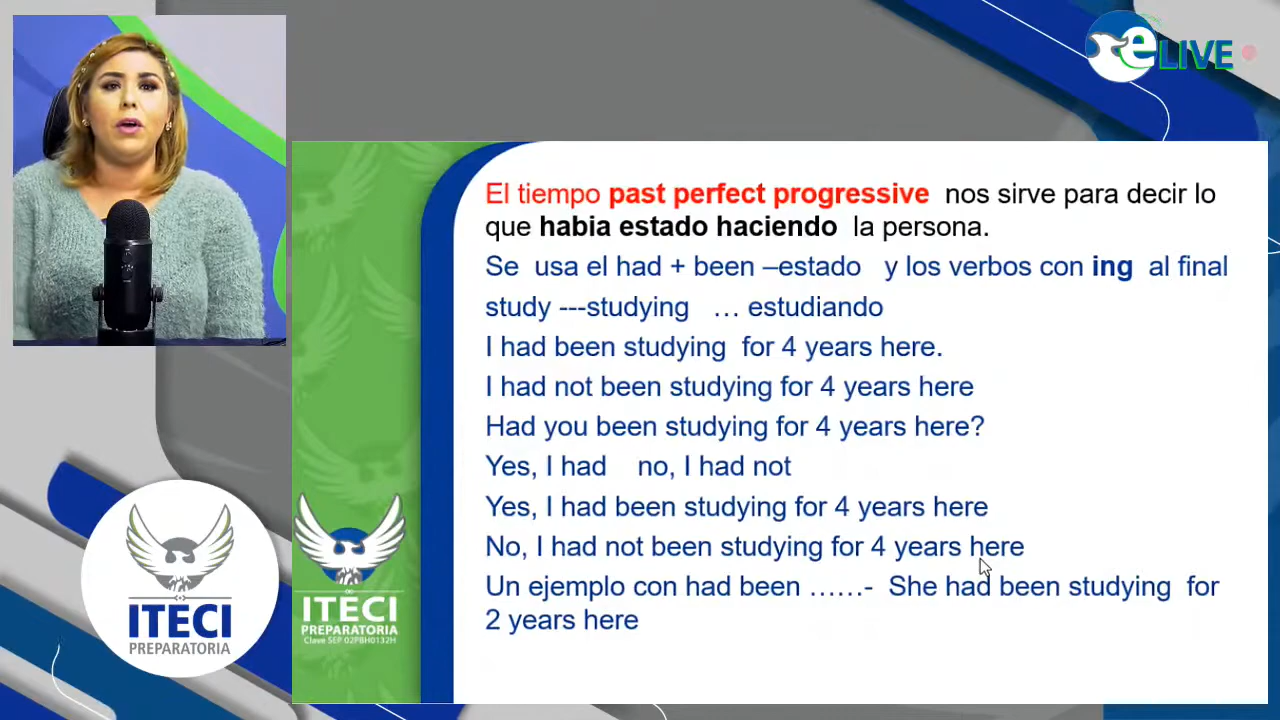 eLIVE
El tiempo past perfect progressive nos sirve para decir lo
que habia estado haciendo la persona.
Se usa el had + been –estado y los verbos con ing al final
study ---studying … estudiando
I had been studying for 4 years here.
I had not been studying for 4 years here
Had you been studying for 4 years here?
Yes, I had no, I had not
Yes, I had been studying for 4 years here
No, I had not been studying for 4 years here
Un ejemplo con had been ……- She had been studying for
2 years here
ITECI
PREPARATORIA
Clave SEP 02PBH0132H
ITECI
PREPARATORIA